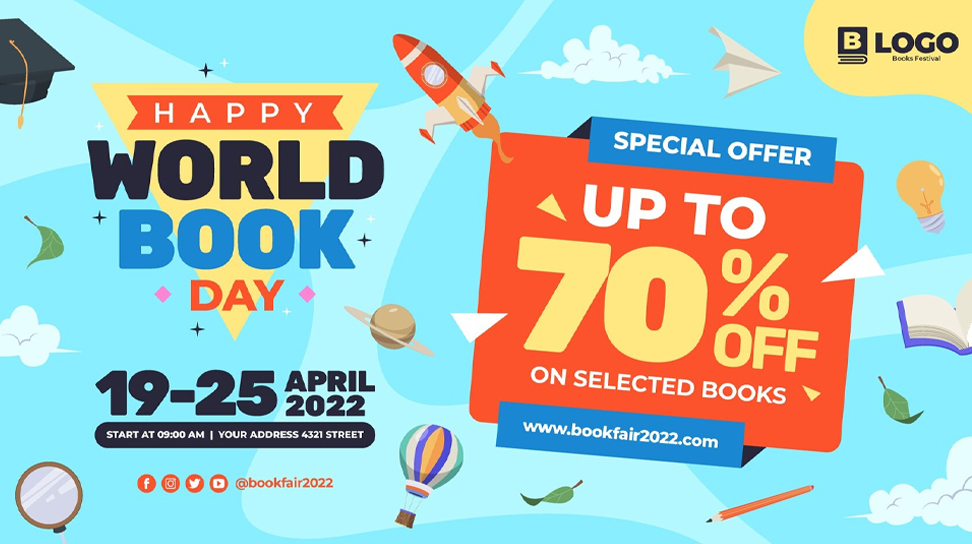 HAPPY
WORLD
BOOK
DAY
19-25 APRIL
2022
START AT 09:00 AM | YOUR ADDRESS 4321 STREET
@bookfair2022
B LOGO
Books Festival
SPECIAL OFFER
UP TO
70%
OFF
ON SELECTED BOOKS
www.bookfair2022.com